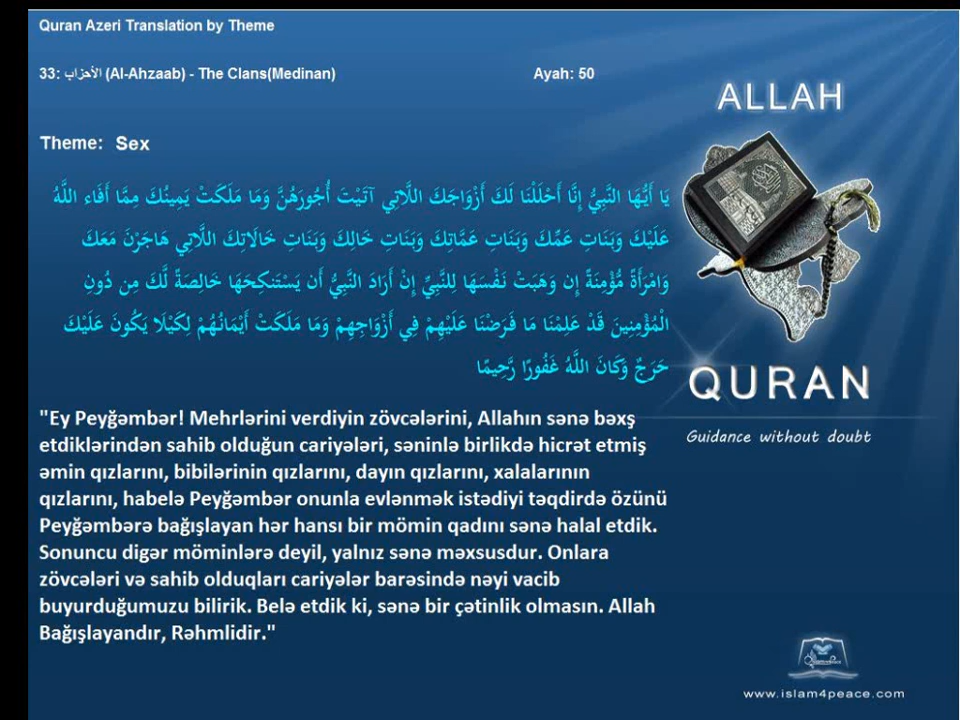 Quran Azeri Translation by Theme
33: الأحزاب (Al-Ahzaab) - The Clans(Medinan)
Ayah: 50
Theme: Sex
يَا أَيُّهَا النَّبِيُّ إِنَّا أَحْلَلْنَا لَكَ أَزْوَاجَكَ اللَّاتِي آتَيْتَ أُجُورَهُنَّ وَمَا مَلَكَتْ يَمِينُكَ مِمَّا أَفَاء اللَّهُ
عَلَيْكَ وَبَنَاتِ عَمِّكَ وَبَنَاتِ عَمَّاتِكَ وَبَنَاتِ خَالِكَ وَبَنَاتِ خَالَاتِكَ اللَّاتِي هَاجَرْنَ مَعَكَ
وَامْرَأَةً مُّؤْمِنَةً إِن وَهَبَتْ نَفْسَهَا لِلنَّبِيِّ إِنْ أَرَادَ النَّبِيُّ أَن يَسْتَنكِحَهَا خَالِصَةً لَّكَ مِن دُونِ
الْمُؤْمِنِينَ قَدْ عَلِمْنَا مَا فَرَضْنَا عَلَيْهِمْ فِي أَزْوَاجِهِمْ وَمَا مَلَكَتْ أَيْمَانُهُمْ لِكَيْلَا يَكُونَ عَلَيْكَ
حَرَجٌ وَكَانَ اللَّهُ غَفُورًا رَّحِيمًا
"Ey Peyğəmbər! Mehrlərini verdiyin zövcələrini, Allahın sənə bəxş
etdiklərindən sahib olduğun cariyələri, səninlə birlikdə hicrət etmiş
əmin qızlarını, bibilərinin qızlarını, dayın qızlarını, xalalarının
qızlarını, habelə Peyğəmbər onunla evlənmək istədiyi təqdirdə özünü
Peyğəmbərə bağışlayan hər hansı bir mömin qadını sənə halal etdik.
Sonuncu digər möminlərə deyil, yalnız sənə məxsusdur. Onlara
zövcələri və sahib olduqları cariyələr barəsində nəyi vacib
buyurduğumuzu bilirik. Belə etdik ki, sənə bir çətinlik olmasın. Allah
Bağışlayandır, Rəhmlidir."
ALLAH
QURAN
Guidance without doubt
www.islam4peace.com